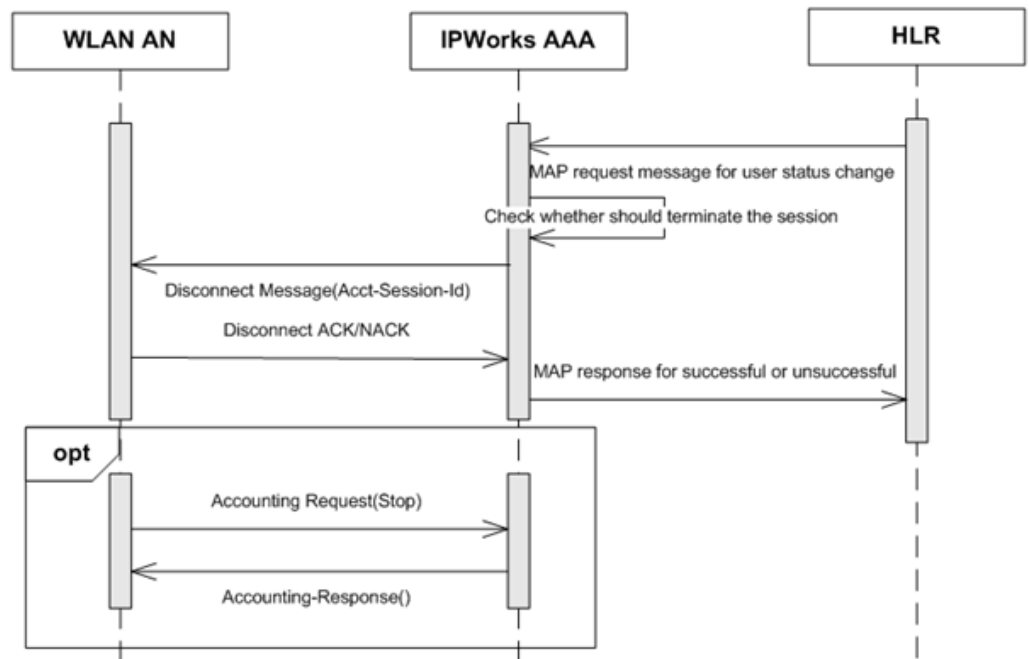 WLAN AN
IPWorks AAA
HLR
MAP request message for user status change
Check whether should terminate the session
Disconnect Message(Acct-Session-Id)
Disconnect ACK/NACK
MAP response for successful or unsuccessful
opt
Accounting Request(Stop)
Accounting-Response()